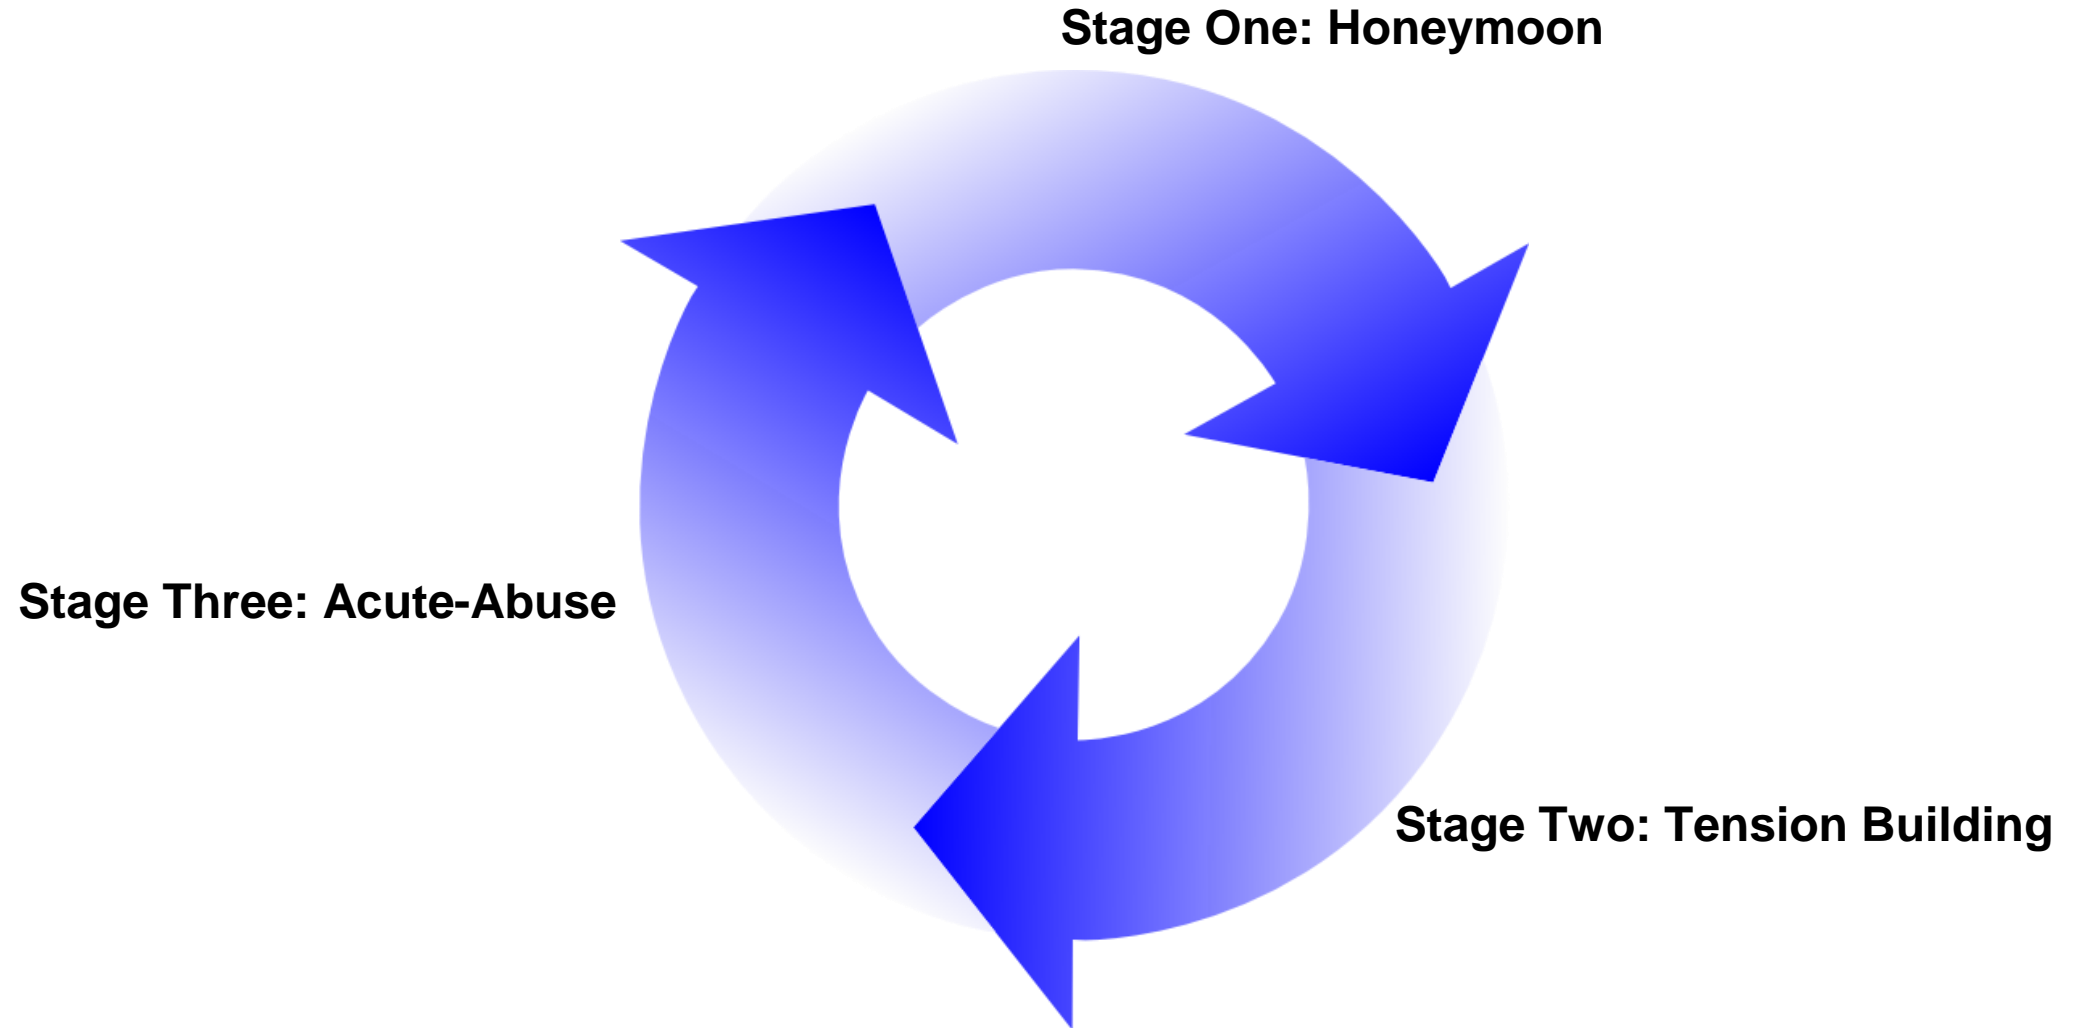 Stage One: Honeymoon
Stage Three: Acute-Abuse
Stage Two: Tension Building